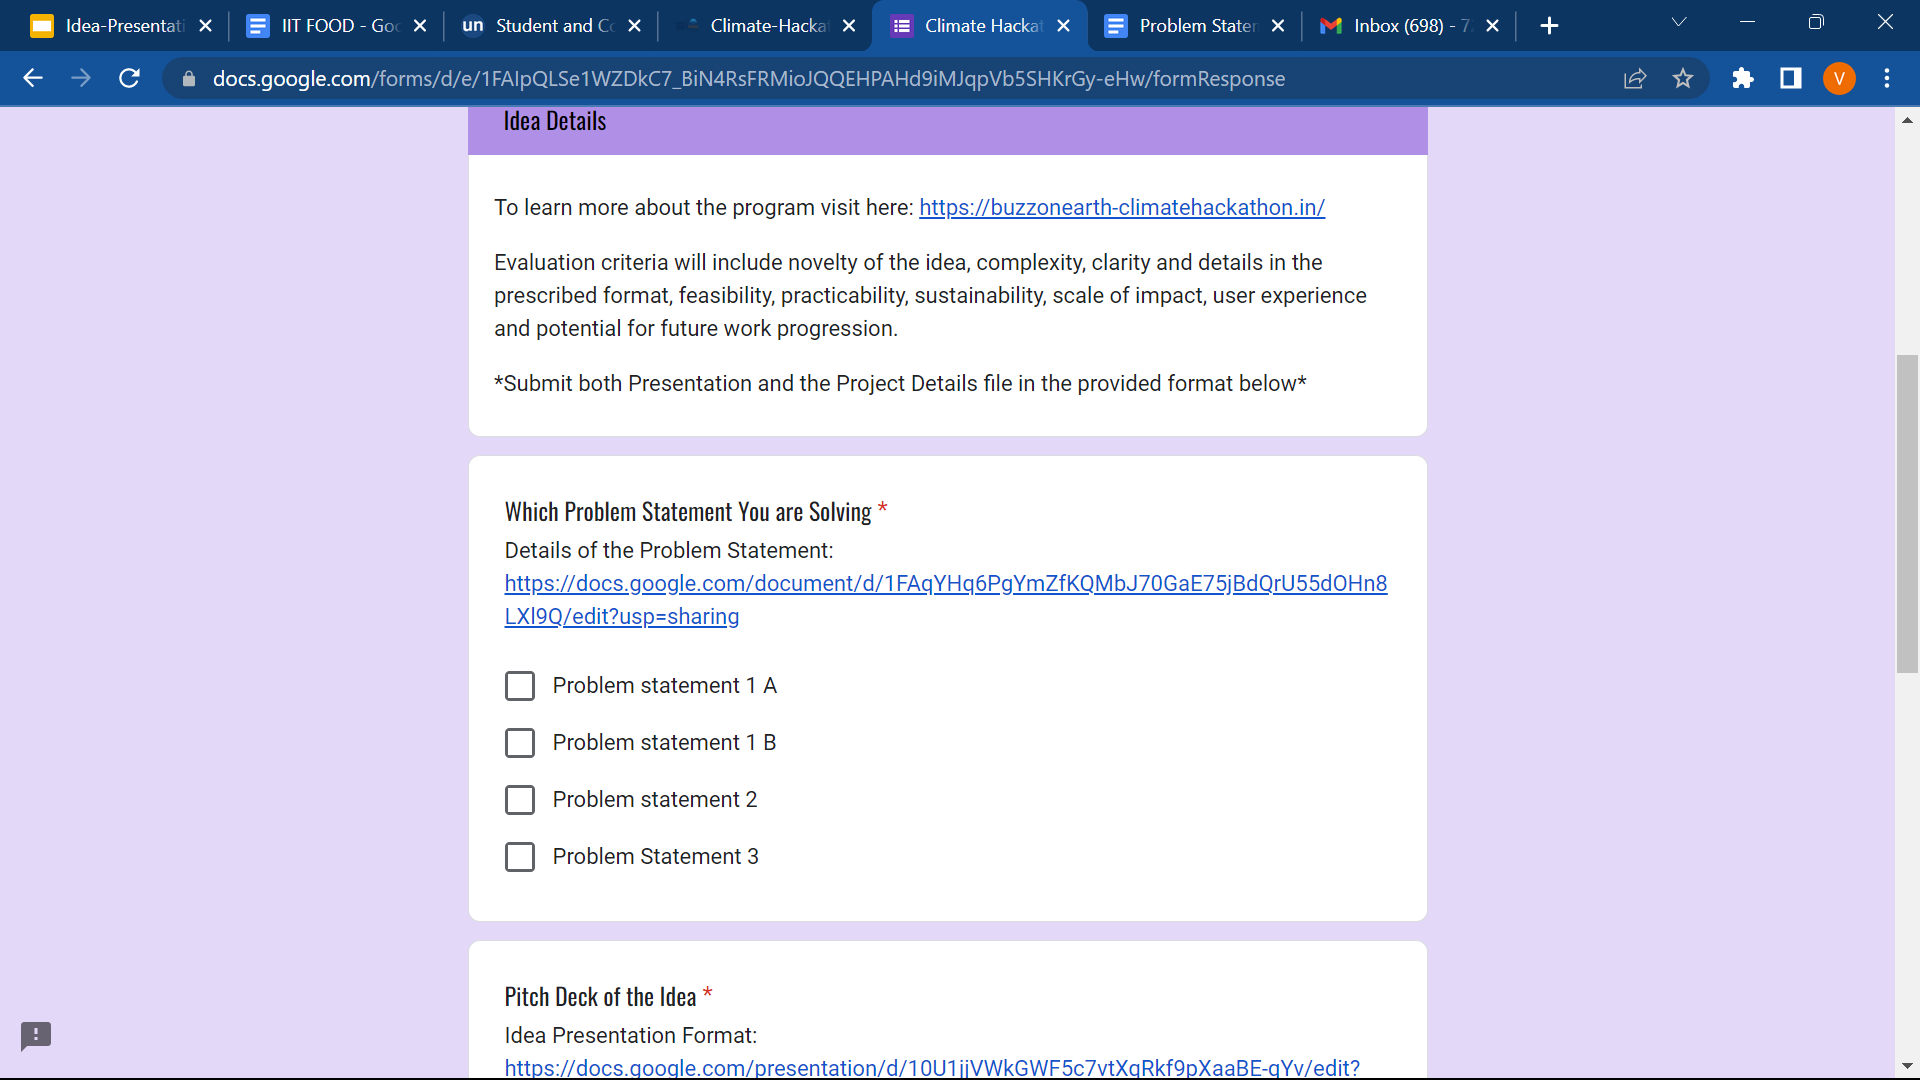 Idea-Presentati
IIT FOOD - Goo
un Student and Co
Climate-Hacka
Climate Hacka
Problem Staten
Inbox (698) - 7
docs.google.com/forms/d/e/1FAIpQLSe1WZDkC7_BiN4RsFRMioJQQEHPAHd9iMJqpVb5SHKrGy-eHw/formResponse
V
Idea Details
To learn more about the program visit here: https://buzzonearth-climatehackathon.in/
Evaluation criteria will include novelty of the idea, complexity, clarity and details in the
prescribed format, feasibility, practicability, sustainability, scale of impact, user experience
and potential for future work progression.
*Submit both Presentation and the Project Details file in the provided format below*
Which Problem Statement You are Solving *
Details of the Problem Statement:
https://docs.google.com/document/d/1FAqYHq6PgYmZfKQMbJ70GaE75jBdQrU55dOHn8
LXl9Q/edit?usp=sharing
Problem statement 1 A
Problem statement 1 B
Problem statement 2
Problem Statement 3
Pitch Deck of the Idea *
Idea Presentation Format:
https://docs.google.com/presentation/d/10U1jjVWkGWF5c7vtXqRkf9pXaaBE-qYv/edit?